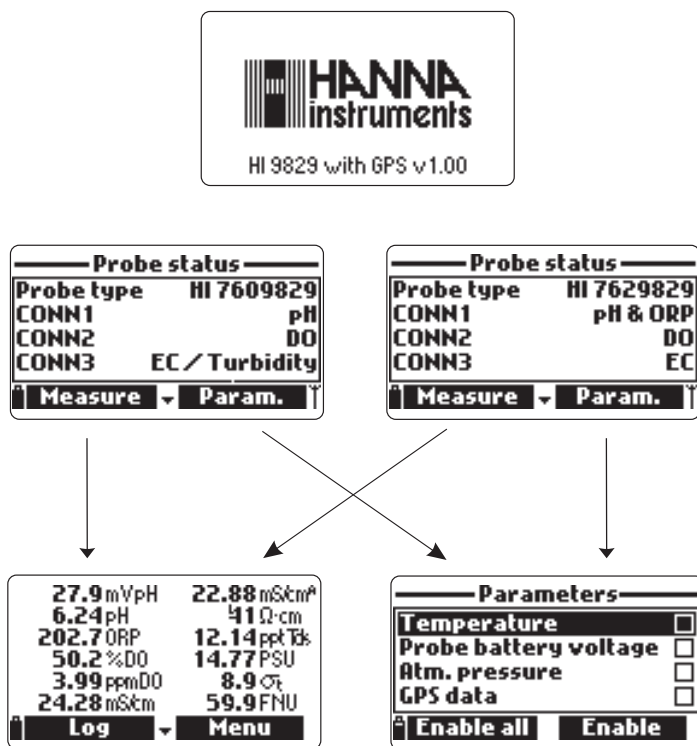 HANNA
instruments
HI 9829 with GPS v1.00
Probe status
Probe type HI 7609829
CONN1 pH
CONN2 DO
CONN3 EC/Turbidity
Measure Param.
Probe status
Probe type HI 7629829
CONN1 pH & ORP
CONN2 DO
CONN3 EC
Measure Param.
27.9 mVpH 22.88 mS/cmᴬ
6.24 pH 41 Ω·cm
202.7 ORP 12.14 ppt Tds
50.2 %DO 14.77 PSU
3.99 ppmDO 8.9 σt
24.28 mS/cm 59.9 FNU
Log Menu
Parameters
Temperature
Probe battery voltage
Atm. pressure
GPS data
Enable all Enable